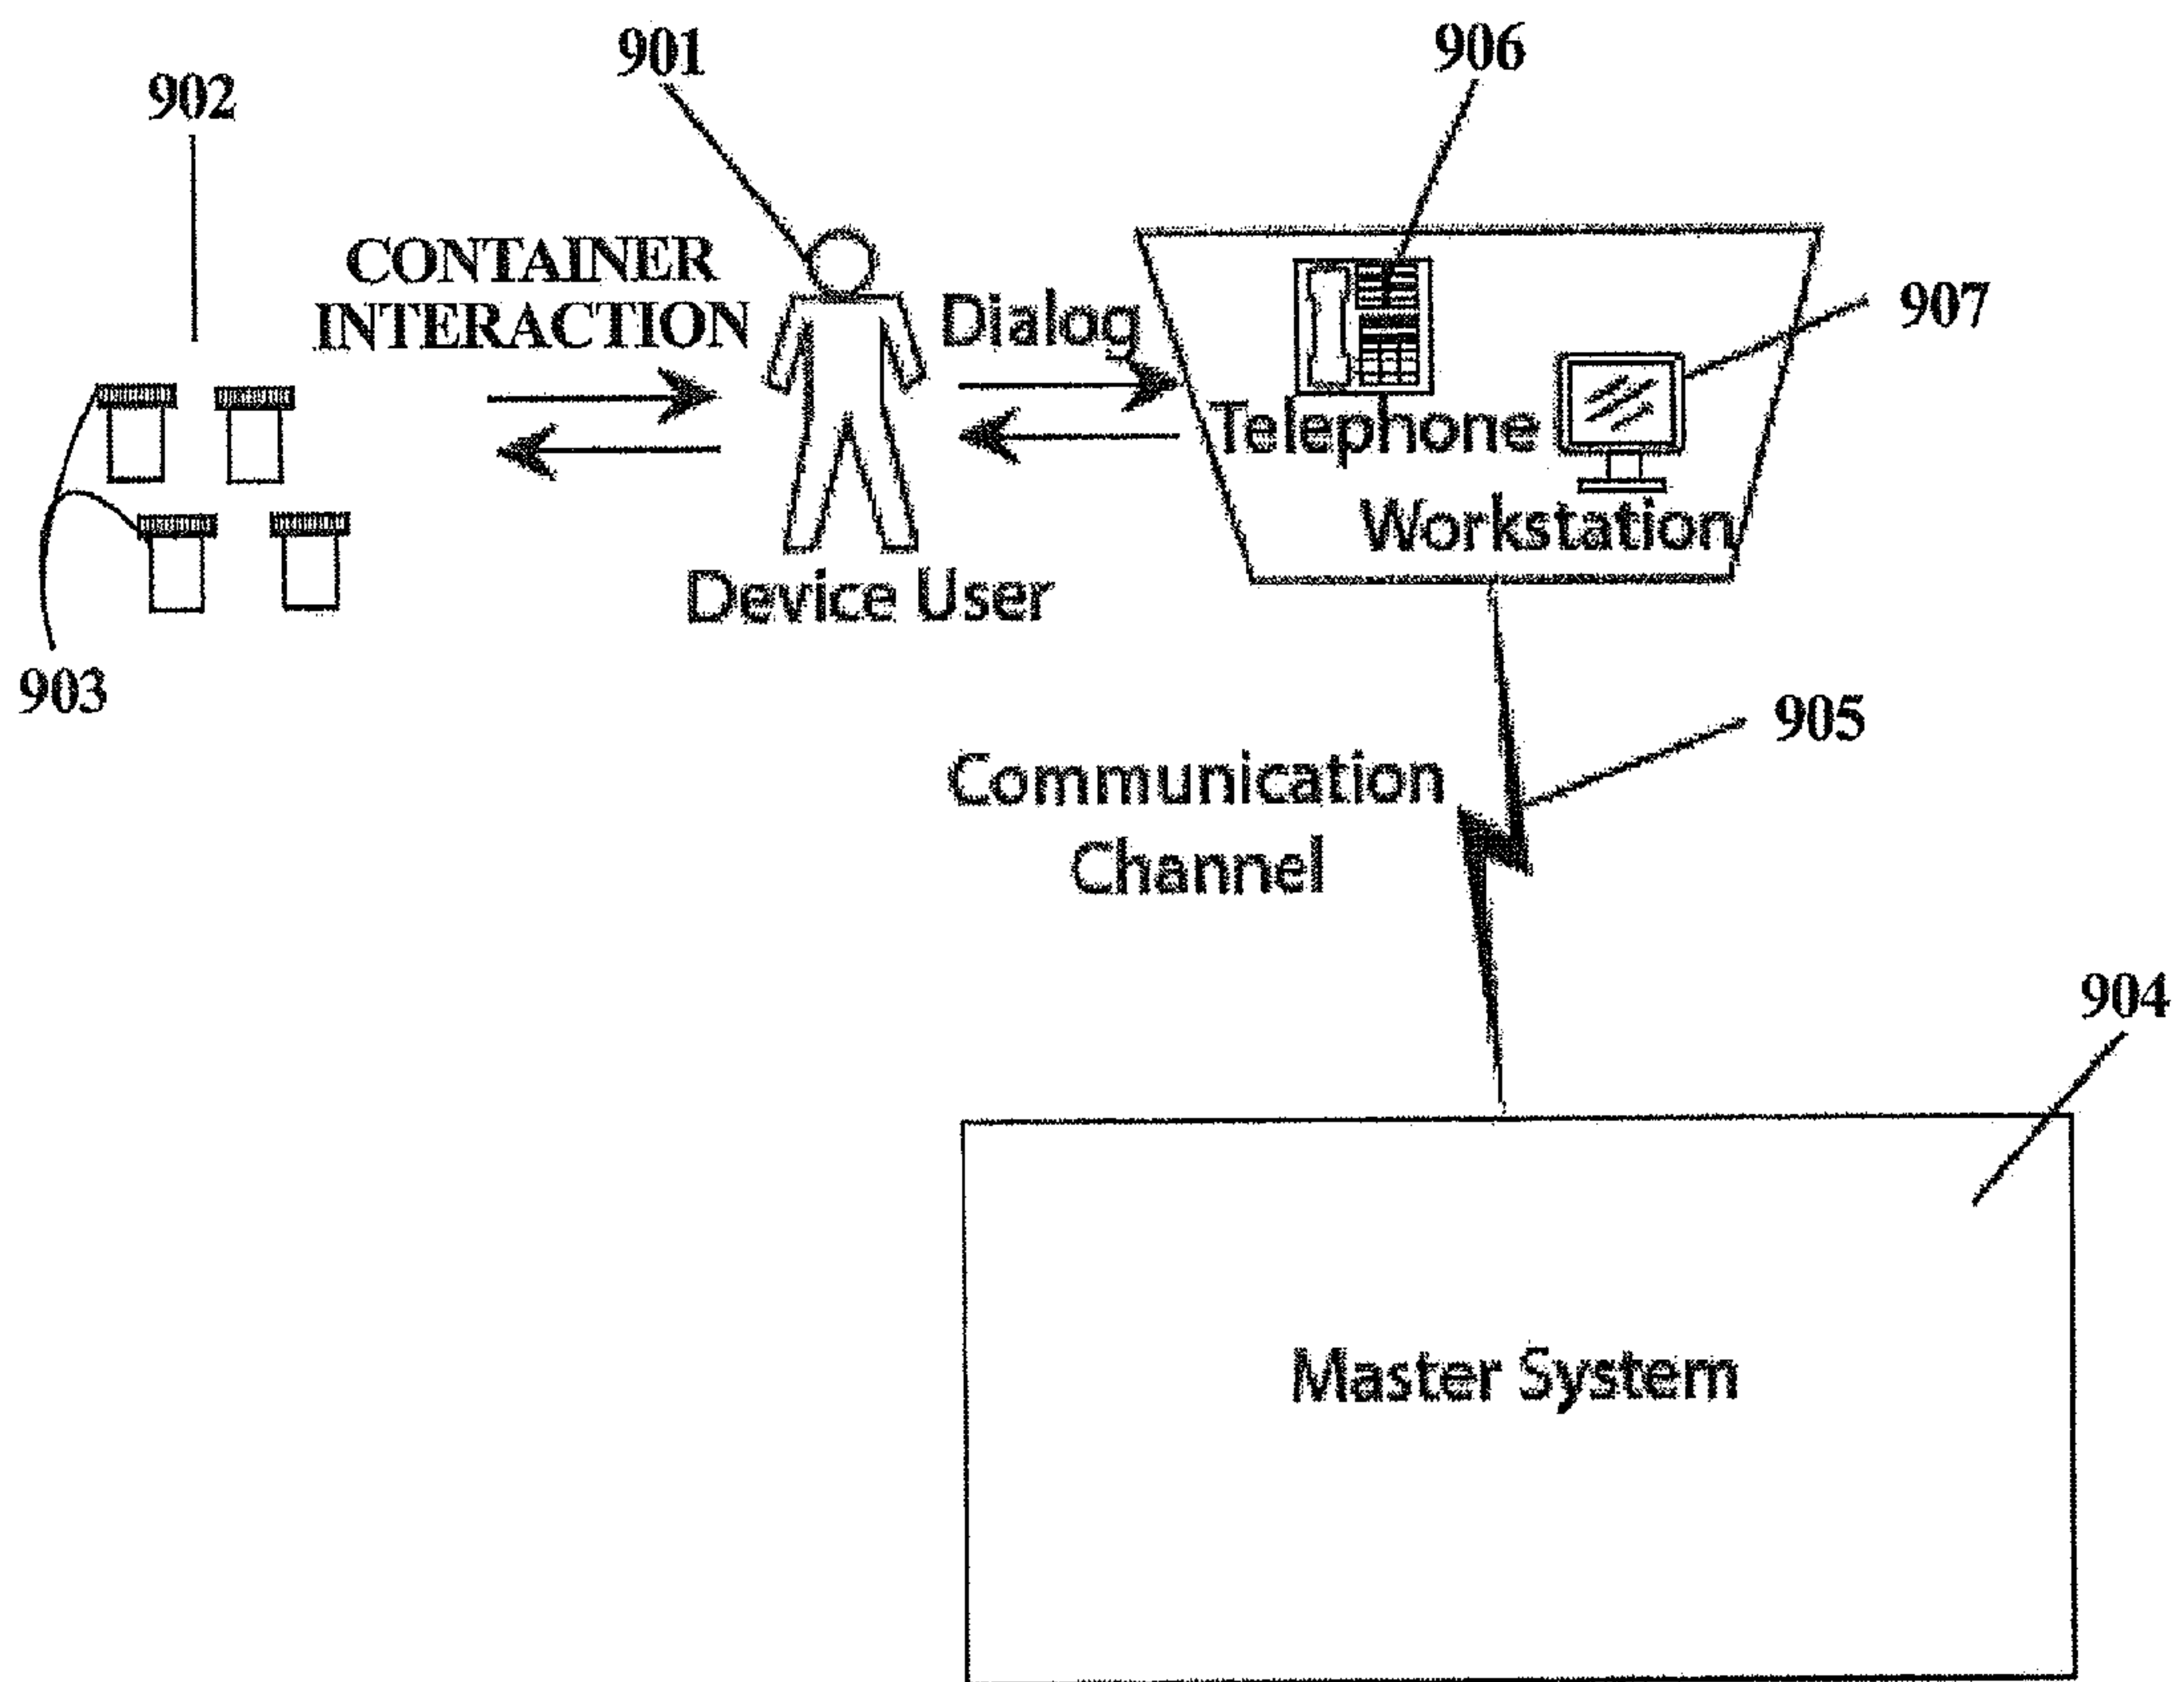 901
906
902
CONTAINER
INTERACTION
Dialog
907
Telephone
Workstation
Device User
903
905
Communication
Channel
904
Master System